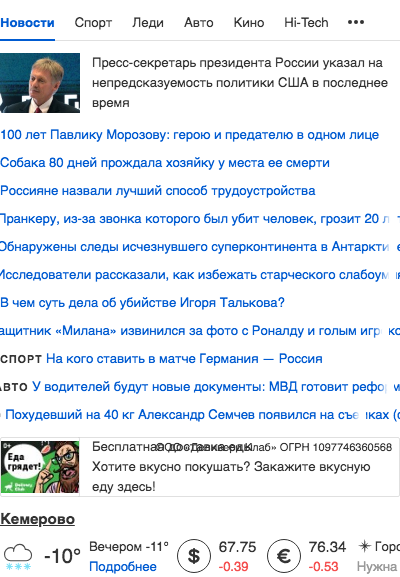 Новости Спорт Леди Авто Кино Hi-Tech •••
Пресс-секретарь президента России указал на
непредсказуемость политики США в последнее
время
100 лет Павлику Морозову: герою и предателю в одном лице
Собака 80 дней прождала хозяйку у места ее смерти
Россияне назвали лучший способ трудоустройства
Пранкеру, из-за звонка которого был убит человек, грозит 20 л
Обнаружены следы исчезнувшего суперконтинента в Антаркти
Исследователи рассказали, как избежать старческого слабоум
В чем суть дела об убийстве Игоря Талькова?
ащитник «Милана» извинился за фото с Роналду и голым игр
СПОРТ На кого ставить в матче Германия — Россия
АВТО У водителей будут новые документы: МВД готовит рефо
Похудевший на 40 кг Александр Семчев появился на съ
0+
Еда
грядет!
Delivery
Club
Бесплатная доставка еды.
ООО «Деливери Клаб» ОГРН 1097746360568
Хотите вкусно покушать? Закажите вкусную
еду здесь!
Кемерово
-10° Вечером -11° $ 67.75 € 76.34 Горо
Подробнее -0.39 -0.53 Нужна